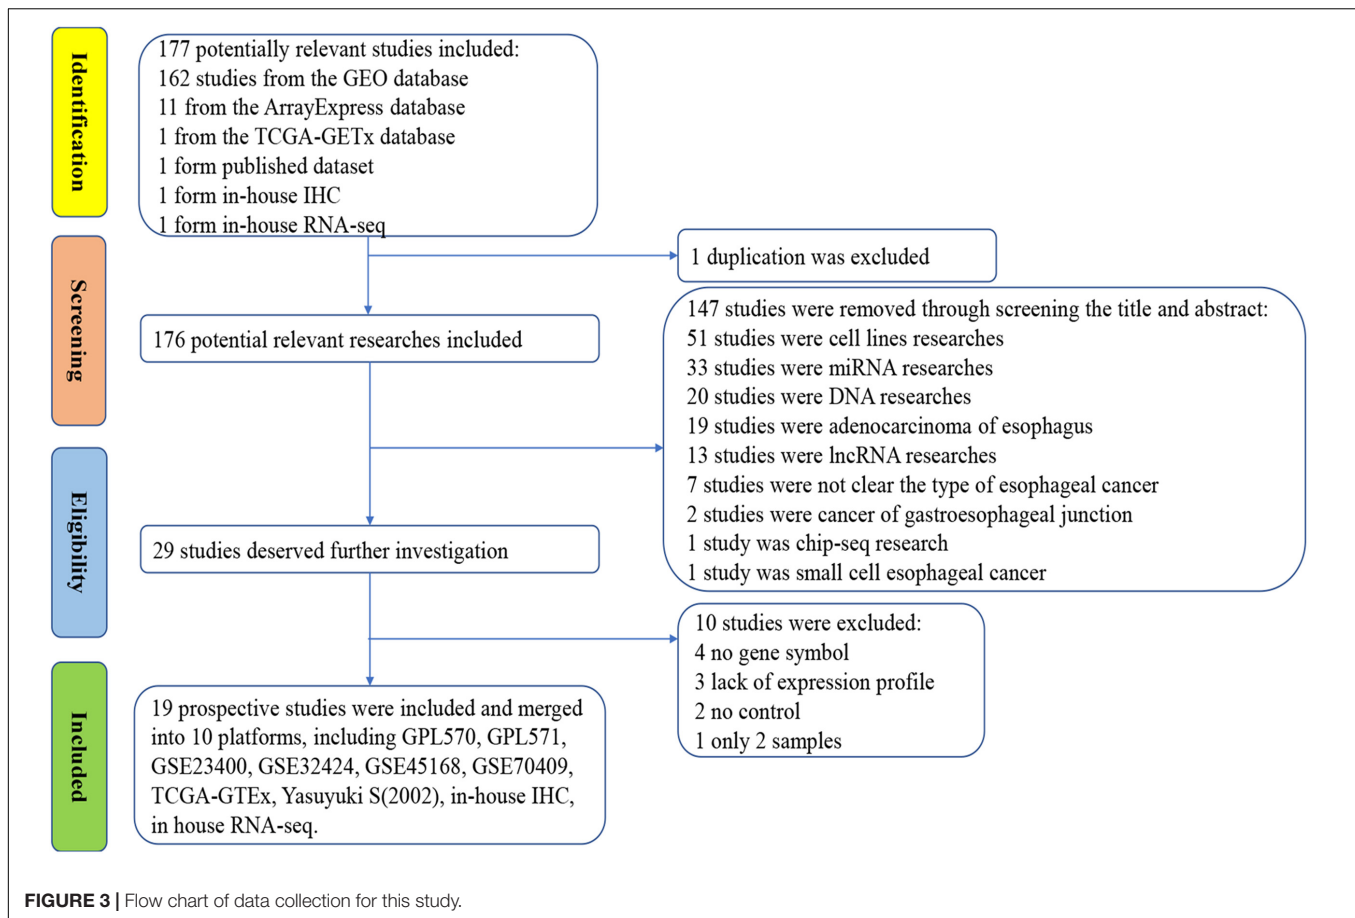 Identification
177 potentially relevant studies included:
162 studies from the GEO database
11 from the ArrayExpress database
1 from the TCGA-GETx database
1 form published dataset
1 form in-house IHC
1 form in-house RNA-seq
1 duplication was excluded
Screening
176 potential relevant researches included
147 studies were removed through screening the title and abstract:
51 studies were cell lines researches
33 studies were miRNA researches
20 studies were DNA researches
19 studies were adenocarcinoma of esophagus
13 studies were lncRNA researches
7 studies were not clear the type of esophageal cancer
2 studies were cancer of gastroesophageal junction
1 study was chip-seq research
1 study was small cell esophageal cancer
Eligibility
29 studies deserved further investigation
10 studies were excluded:
4 no gene symbol
3 lack of expression profile
2 no control
1 only 2 samples
Included
19 prospective studies were included and merged
into 10 platforms, including GPL570, GPL571,
GSE23400, GSE32424, GSE45168, GSE70409,
TCGA-GTEx, Yasuyuki S(2002), in-house IHC,
in house RNA-seq.
FIGURE 3 | Flow chart of data collection for this study.